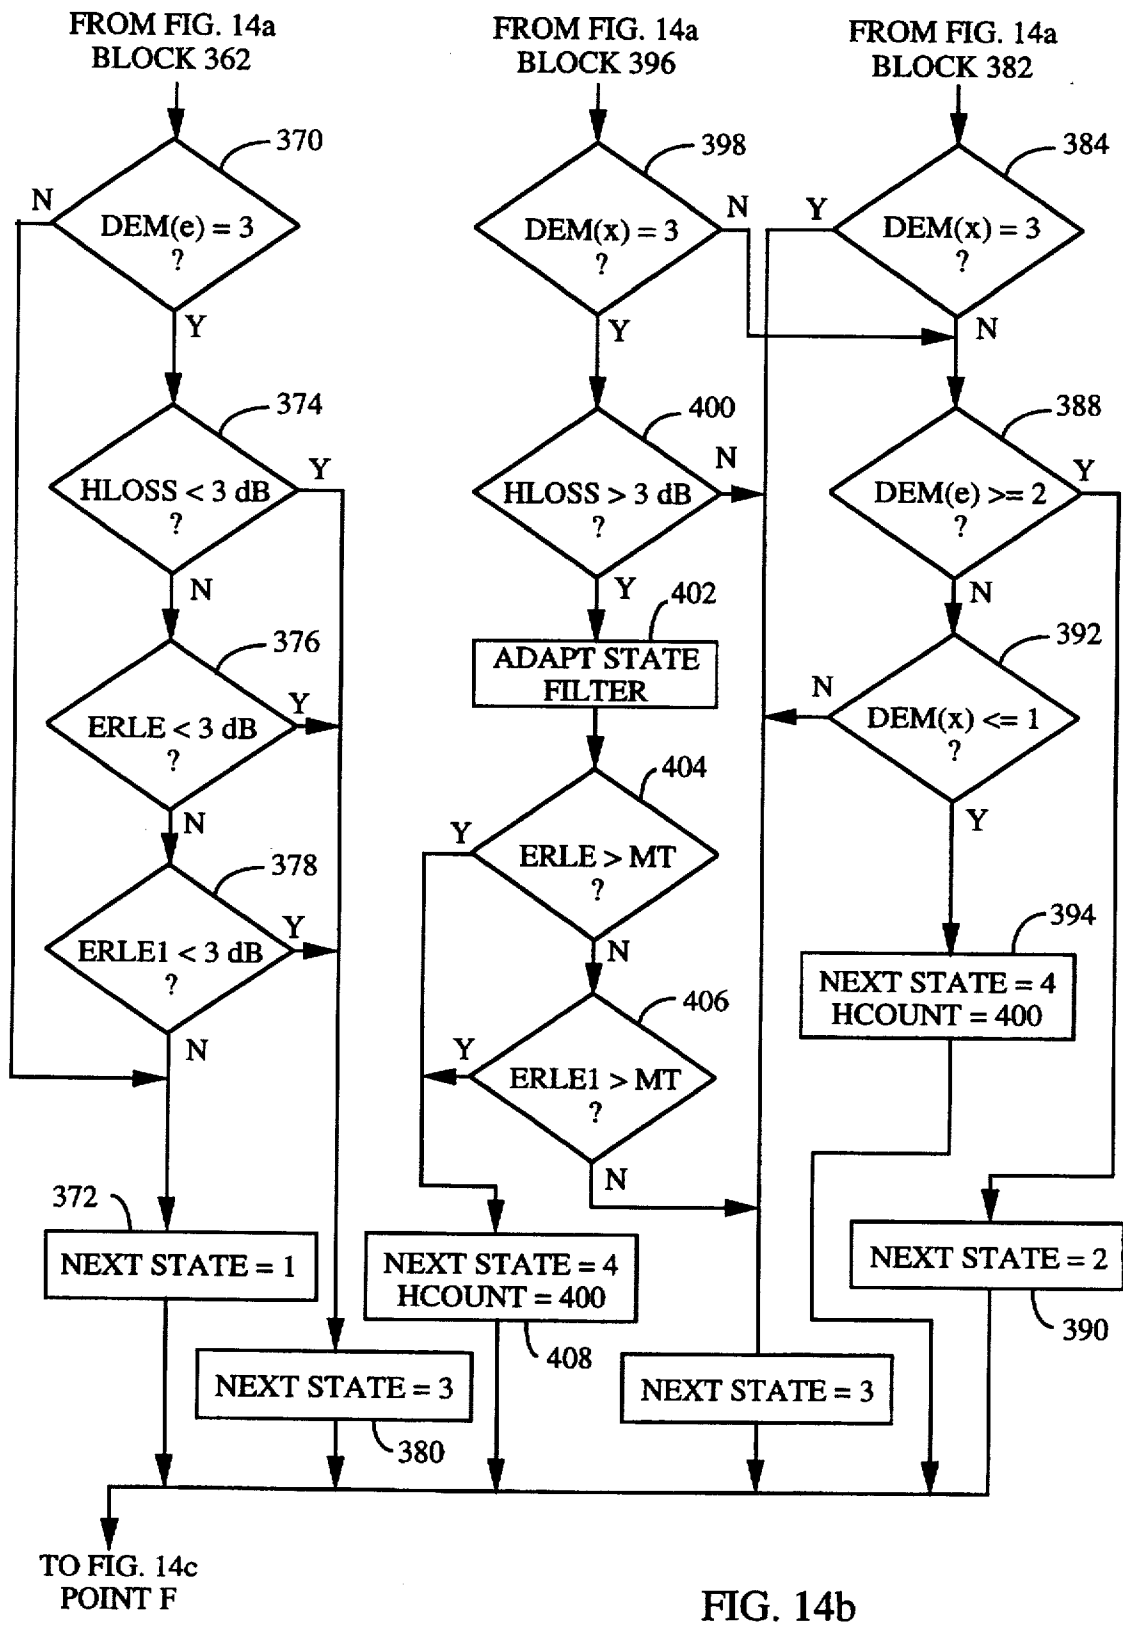 FROM FIG. 14a
BLOCK 362
370
N
DEM(e) = 3
?
Y
374
Y
HLOSS < 3 dB
?
N
376
Y
ERLE < 3 dB
?
N
378
Y
ERLE1 < 3 dB
?
N
372
NEXT STATE = 1
NEXT STATE = 3
380
FROM FIG. 14a
BLOCK 396
398
N
DEM(x) = 3
?
Y
400
N
HLOSS > 3 dB
?
Y
402
ADAPT STATE
FILTER
404
Y
ERLE > MT
?
N
406
Y
ERLE1 > MT
?
N
NEXT STATE = 4
HCOUNT = 400
408
NEXT STATE = 3
FROM FIG. 14a
BLOCK 382
384
Y
DEM(x) = 3
?
N
388
Y
DEM(e) >= 2
?
N
392
N
DEM(x) <= 1
?
Y
394
NEXT STATE = 4
HCOUNT = 400
NEXT STATE = 2
390
TO FIG. 14c
POINT F
FIG. 14b